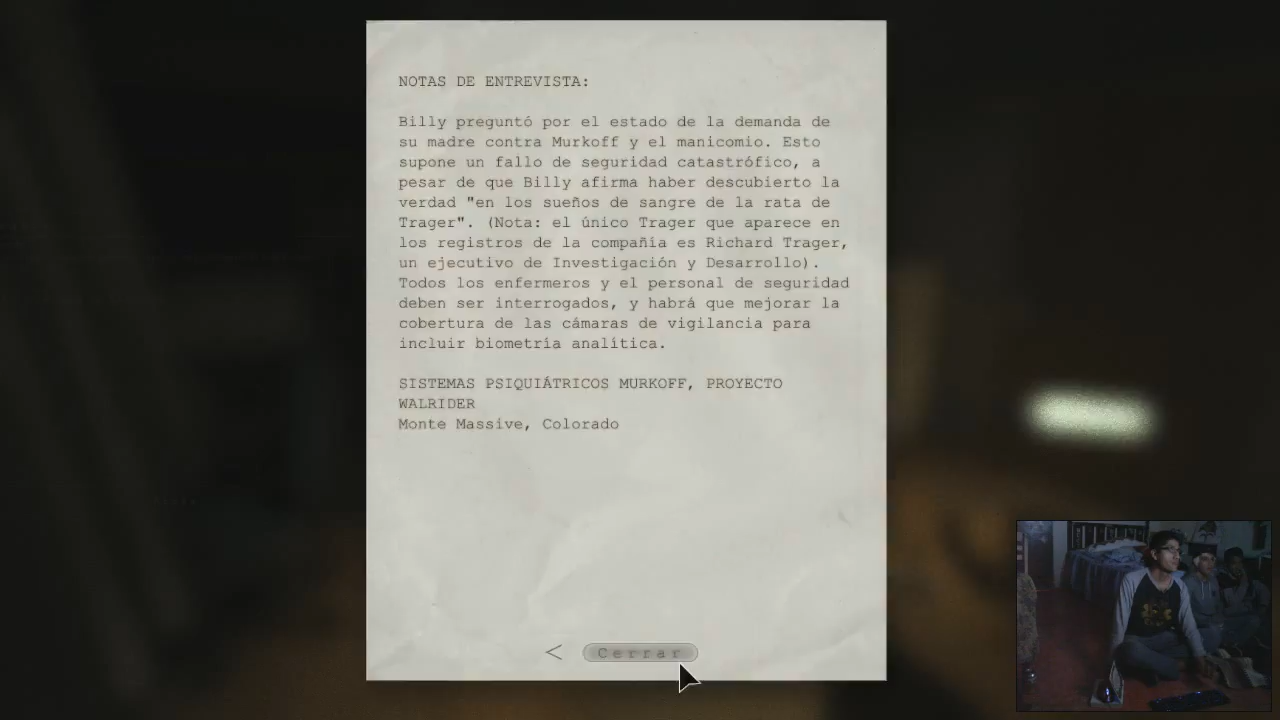 NOTAS DE ENTREVISTA:
Billy preguntó por el estado de la demanda de
su madre contra Murkoff y el manicomio. Esto
supone un fallo de seguridad catastrófico, a
pesar de que Billy afirma haber descubierto la
verdad "en los sueños de sangre de la rata de
Trager". (Nota: el único Trager que aparece en
los registros de la compañía es Richard Trager,
un ejecutivo de Investigación y Desarrollo).
Todos los enfermeros y el personal de seguridad
deben ser interrogados, y habrá que mejorar la
cobertura de las cámaras de vigilancia para
incluir biometría analítica.
SISTEMAS PSIQUIÁTRICOS MURKOFF, PROYECTO
WALRIDER
Monte Massive, Colorado
< Cerrar